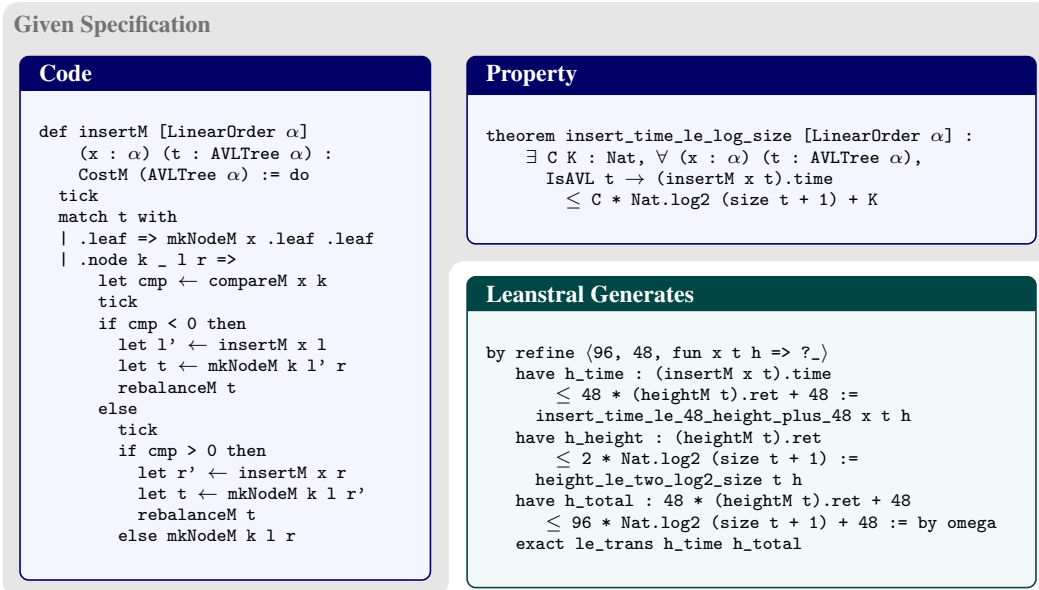 Given Specification
Code
def insertM [LinearOrder α]
(x : α) (t : AVLTree α) :
CostM (AVLTree α) := do
tick
match t with
| .leaf => mkNodeM x .leaf .leaf
| .node k _ l r =>
let cmp ← compareM x k
tick
if cmp < 0 then
let l' ← insertM x l
let t ← mkNodeM k l' r
rebalanceM t
else
tick
if cmp > 0 then
let r' ← insertM x r
let t ← mkNodeM k l r'
rebalanceM t
else mkNodeM k l r
Property
theorem insert_time_le_log_size [LinearOrder α] :
∃ C K : Nat, ∀ (x : α) (t : AVLTree α),
IsAVL t → (insertM x t).time
≤ C * Nat.log2 (size t + 1) + K
Leanstral Generates
by refine ⟨96, 48, fun x t h => ?_⟩
have h_time : (insertM x t).time
≤ 48 * (heightM t).ret + 48 :=
insert_time_le_48_height_plus_48 x t h
have h_height : (heightM t).ret
≤ 2 * Nat.log2 (size t + 1) :=
height_le_two_log2_size t h
have h_total : 48 * (heightM t).ret + 48
≤ 96 * Nat.log2 (size t + 1) + 48 := by omega
exact le_trans h_time h_total